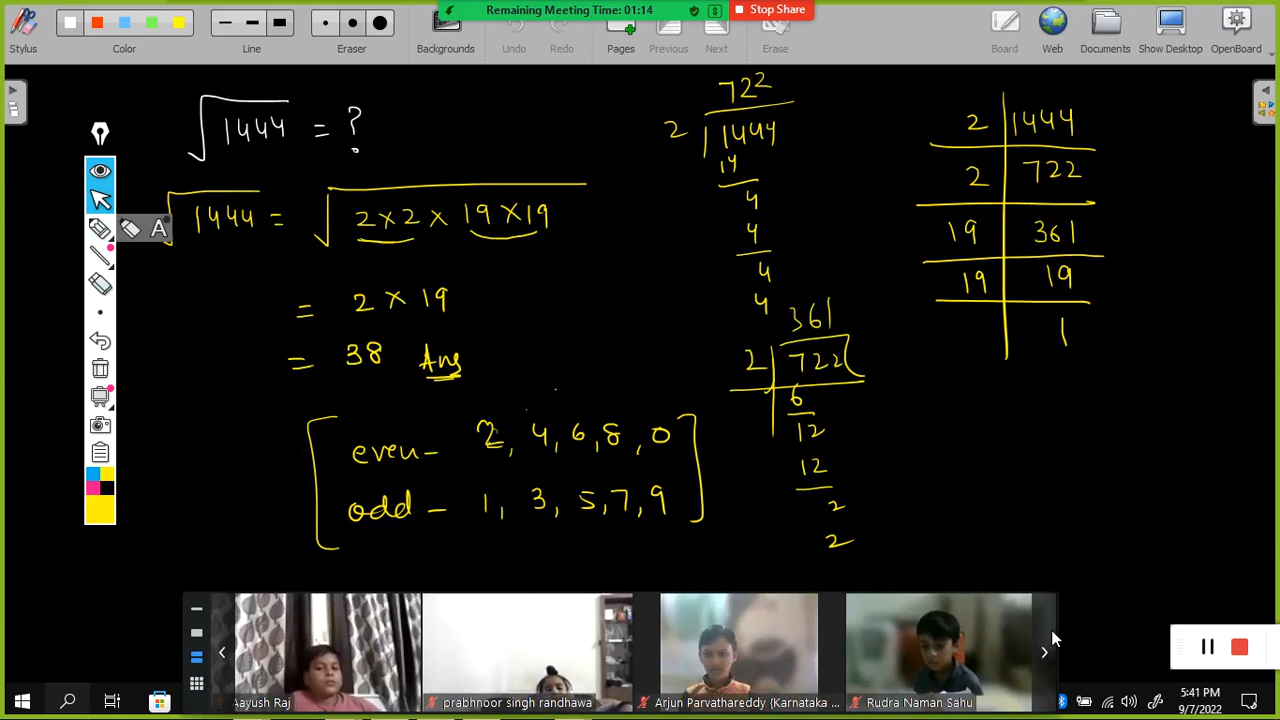 Remaining Meeting Time: 01:14
Stop Share
Stylus
Color
Line
Eraser
Backgrounds
Undo
Redo
Pages
Previous
Next
Erase
Board
Web
Documents
Show Desktop
OpenBoard
√1444 = ?
√1444 = √2×2 × 19×19
= 2 × 19
= 38 Ans
even- 2, 4, 6, 8, 0
odd - 1, 3, 5, 7, 9
722
2 1444
14
4
4
4
4
361
2 722
6
12
12
2
2
2 1444
2 722
19 361
19 19
1
A
Aayush Raj
prabhnoor singh randhawa
Arjun Parvathareddy (Karnataka ...
Rudra Naman Sahu
5:41 PM
9/7/2022